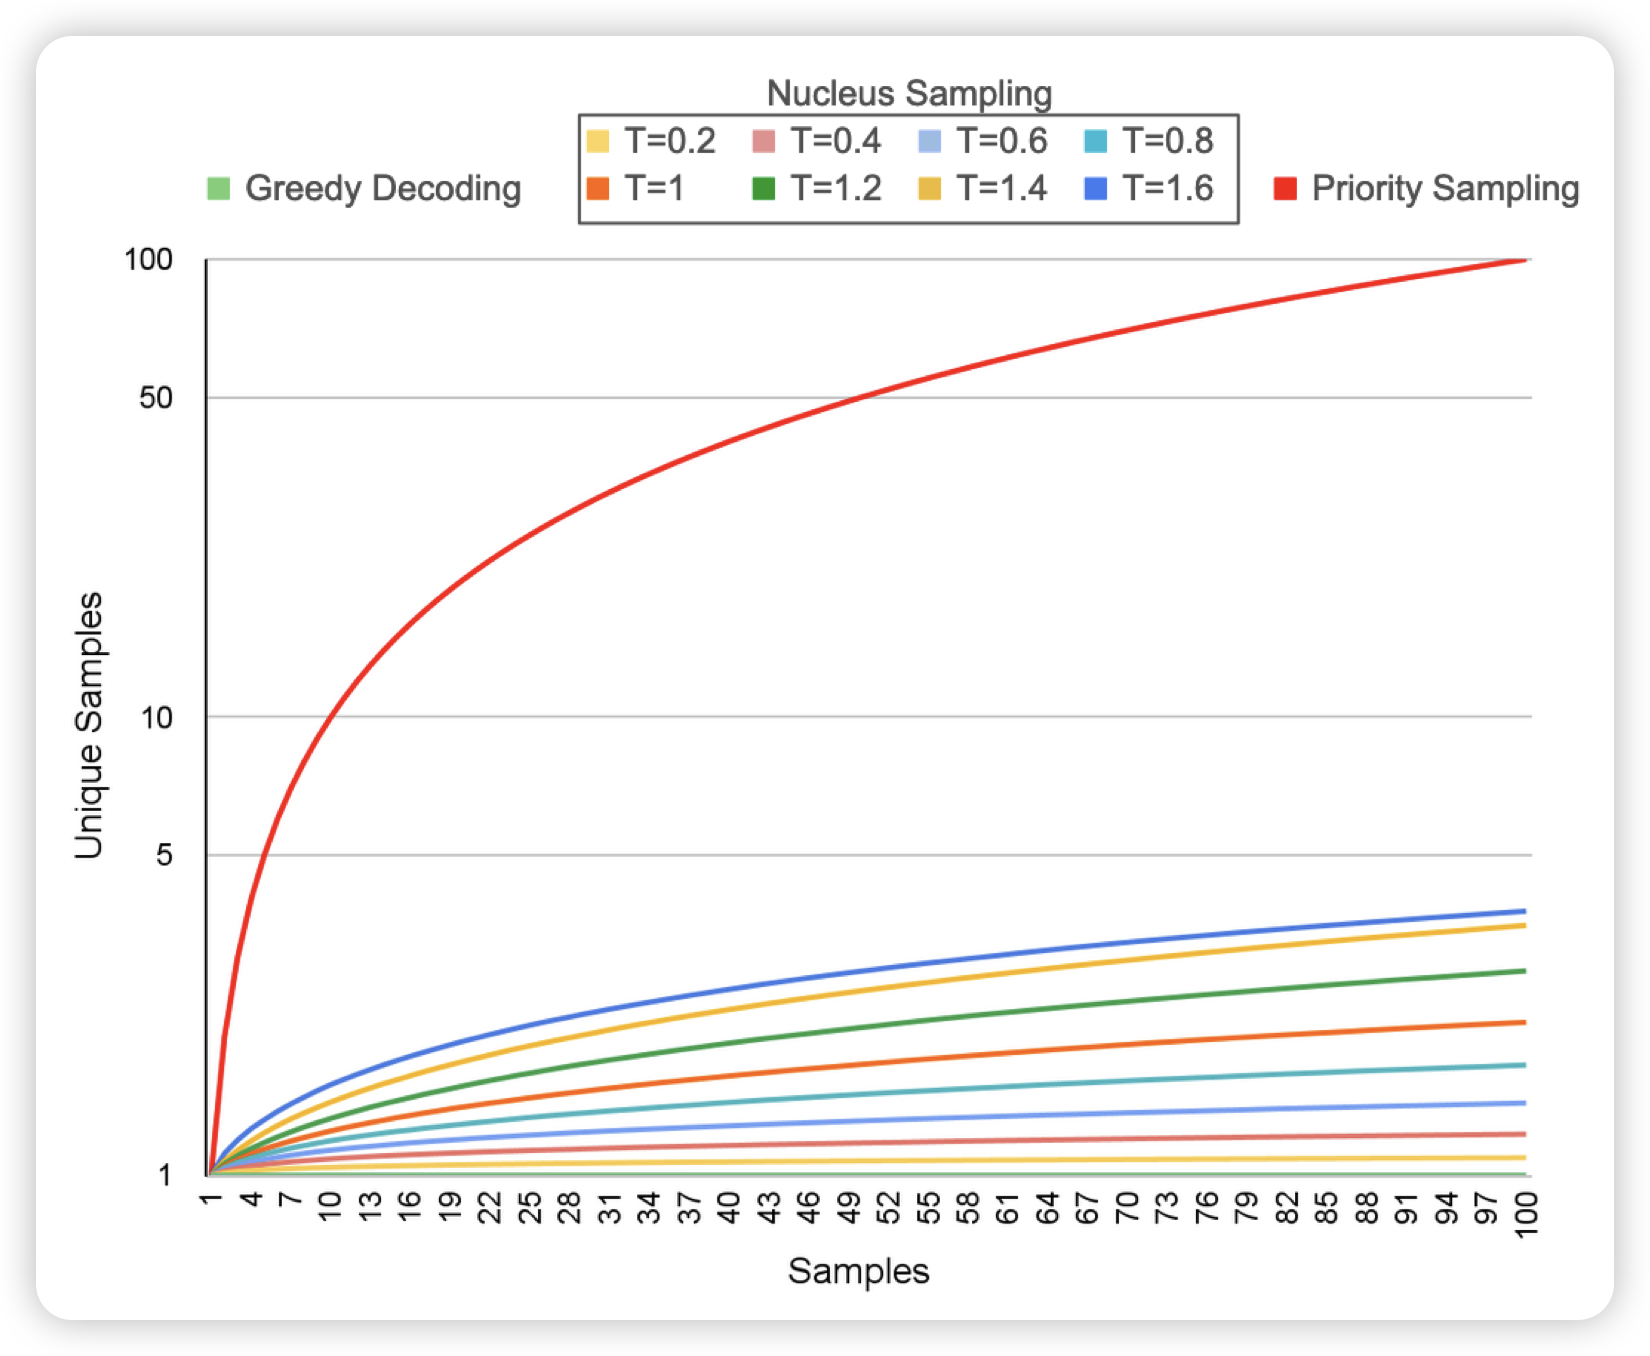 Nucleus Sampling
T=0.2 T=0.4 T=0.6 T=0.8
Greedy Decoding T=1 T=1.2 T=1.4 T=1.6 Priority Sampling
100
50
10
5
1
Unique Samples
1 4 7 10 13 16 19 22 25 28 31 34 37 40 43 46 49 52 55 58 61 64 67 70 73 76 79 82 85 88 91 94 97 100
Samples